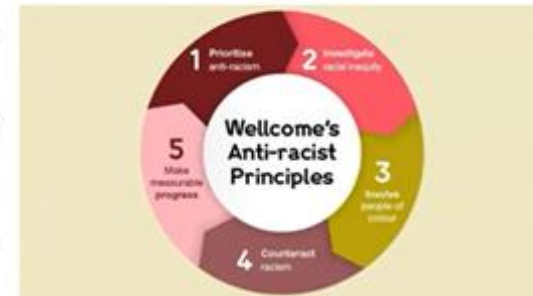 Wellcome's
Anti-racist
Principles
1 Prioritise
anti-racism
2 Investigate
racial inequity
3
Involve
people of
colour
4 Counteract
racism
5
Make
measurable
progress